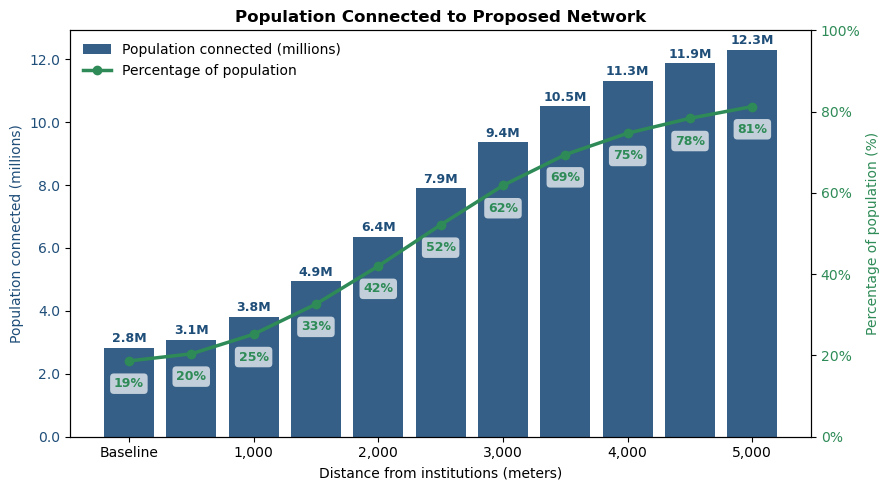 Population Connected to Proposed Network
Population connected (millions)
Percentage of population
Population connected (millions)
12.0
10.0
8.0
6.0
4.0
2.0
0.0
2.8M
3.1M
3.8M
4.9M
6.4M
7.9M
9.4M
10.5M
11.3M
11.9M
12.3M
19%
20%
25%
33%
42%
52%
62%
69%
75%
78%
81%
100%
80%
60%
40%
20%
0%
Percentage of population (%)
Baseline 1,000 2,000 3,000 4,000 5,000
Distance from institutions (meters)